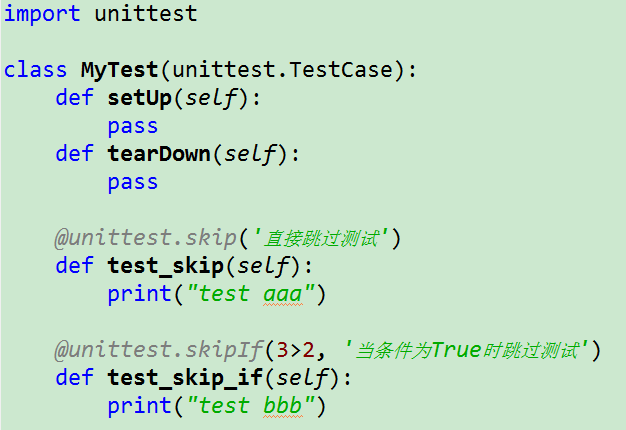 import unittest
class MyTest(unittest.TestCase):
def setUp(self):
pass
def tearDown(self):
pass
@unittest.skip('直接跳过测试')
def test_skip(self):
print("test aaa")
@unittest.skipIf(3>2, '当条件为True时跳过测试')
def test_skip_if(self):
print("test bbb")